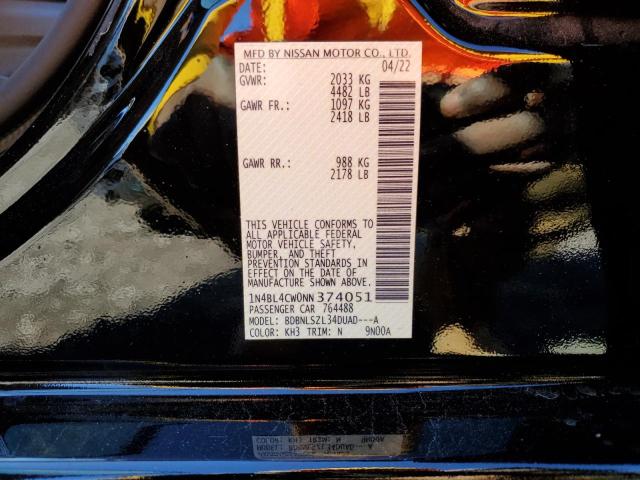 MFD BY NISSAN MOTOR CO., LTD.
DATE: 04/22
GVWR: 2033 KG
4482 LB
GAWR FR.: 1097 KG
2418 LB
GAWR RR.: 988 KG
2178 LB
THIS VEHICLE CONFORMS TO
ALL APPLICABLE FEDERAL
MOTOR VEHICLE SAFETY,
BUMPER, AND THEFT
PREVENTION STANDARDS IN
EFFECT ON THE DATE OF
MANUFACTURE SHOWN ABOVE.
1N4BL4CW0NN374051
PASSENGER CAR 764488
MODEL: BDBNLSZL34DUAD---A
COLOR: KH3 TRIM: N 9N00A